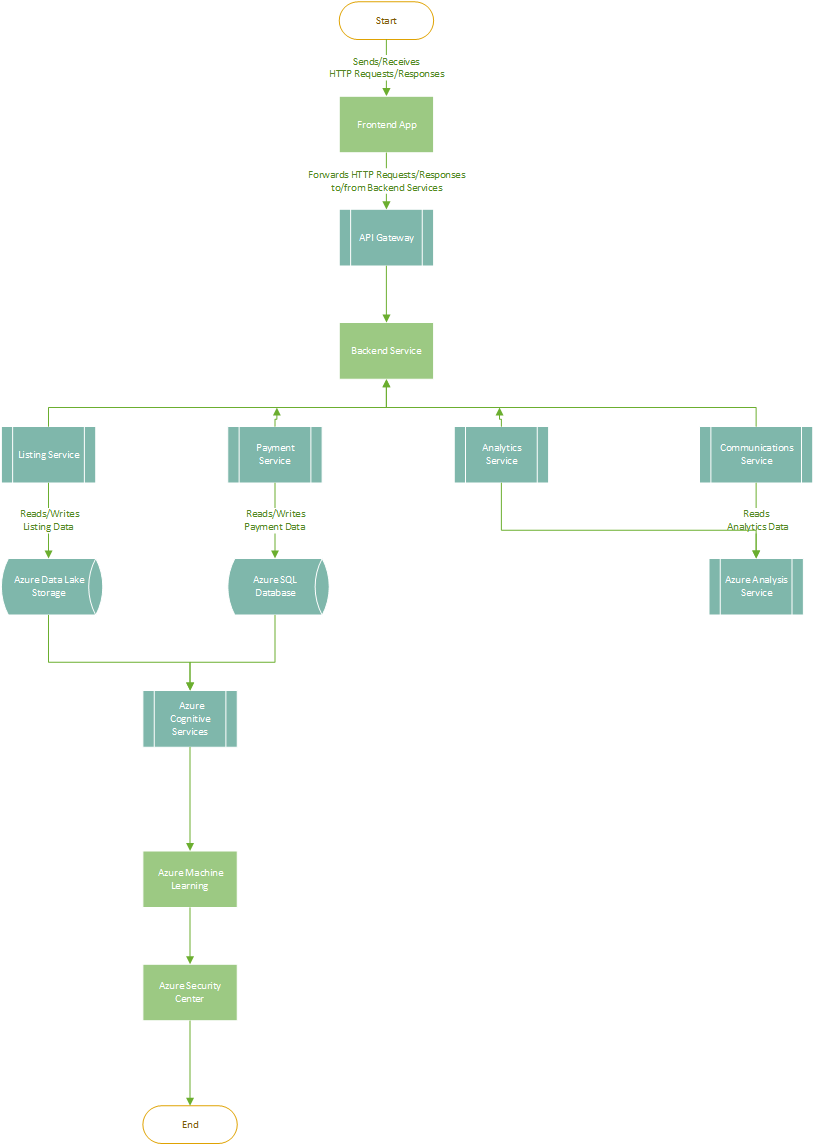 Start
Sends/Receives
HTTP Requests/Responses
Frontend App
Forwards HTTP Requests/Responses
to/from Backend Services
API Gateway
Backend Service
Listing Service
Payment
Service
Analytics
Service
Communications
Service
Reads/Writes
Listing Data
Reads/Writes
Payment Data
Reads
Analytics Data
Azure Data Lake
Storage
Azure SQL
Database
Azure Analysis
Service
Azure
Cognitive
Services
Azure Machine
Learning
Azure Security
Center
End